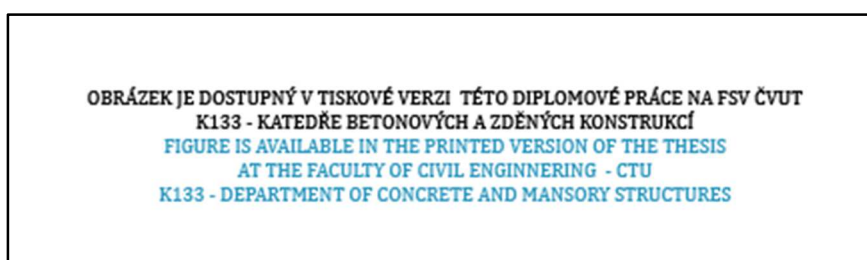 OBRÁZEK JE DOSTUPNÝ V TISKOVÉ VERZI TÉTO DIPLOMOVÉ PRÁCE NA FSV ČVUT
K133 - KATEDŘE BETONOVÝCH A ZDĚNÝCH KONSTRUKCÍ
FIGURE IS AVAILABLE IN THE PRINTED VERSION OF THE THESIS
AT THE FACULTY OF CIVIL ENGINNERING - CTU
K133 - DEPARTMENT OF CONCRETE AND MANSORY STRUCTURES